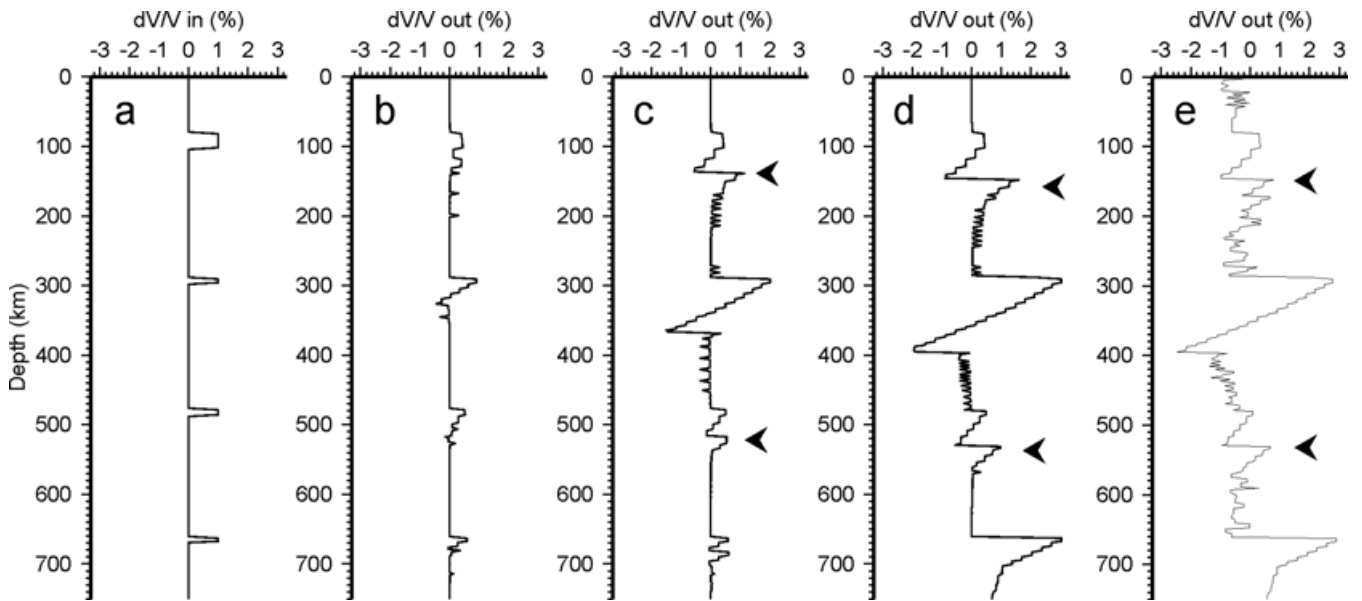 dV/V in (%) dV/V out (%) dV/V out (%) dV/V out (%) dV/V out (%)
-3 -2 -1 0 1 2 3 -3 -2 -1 0 1 2 3 -3 -2 -1 0 1 2 3 -3 -2 -1 0 1 2 3 -3 -2 -1 0 1 2 3
0 0 0 0 0
a b c d e
100 100 100 100 100
200 200 200 200 200
300 300 300 300 300
Depth (km)
400 400 400 400 400
500 500 500 500 500
600 600 600 600 600
700 700 700 700 700